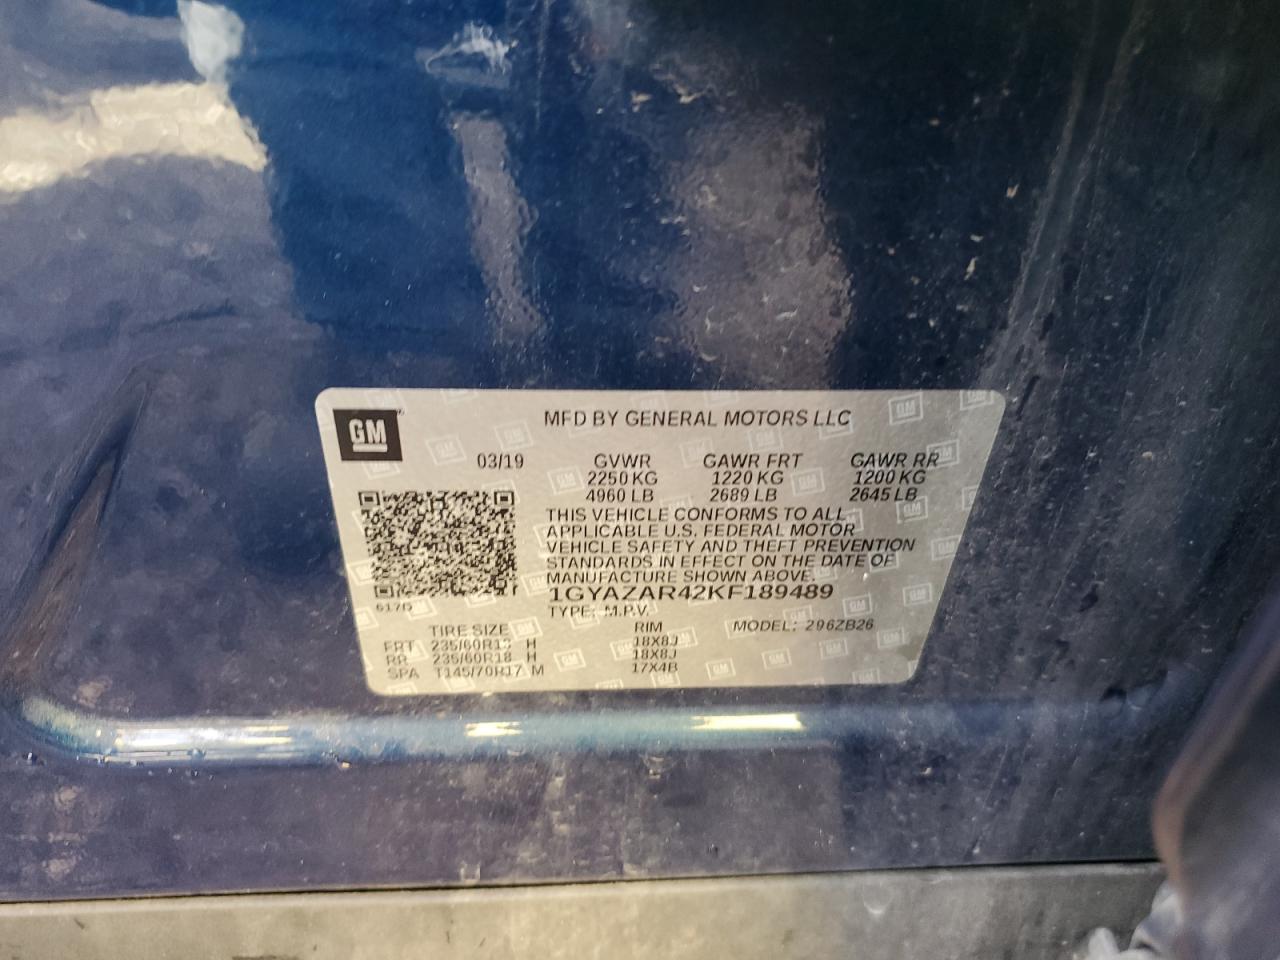 GM
MFD BY GENERAL MOTORS LLC
03/19 GVWR GAWR FRT GAWR RR
2250 KG 1220 KG 1200 KG
4960 LB 2689 LB 2645 LB
THIS VEHICLE CONFORMS TO ALL
APPLICABLE U.S. FEDERAL MOTOR
VEHICLE SAFETY AND THEFT PREVENTION
STANDARDS IN EFFECT ON THE DATE OF
MANUFACTURE SHOWN ABOVE.
1GYAZAR42KF189489
TYPE: M.P.V.
TIRE SIZE RIM MODEL: 296ZB26
FRT 235/60R18 H 18X8J
RR 235/60R18 H 18X8J
SPA T145/70R17 M 17X4B